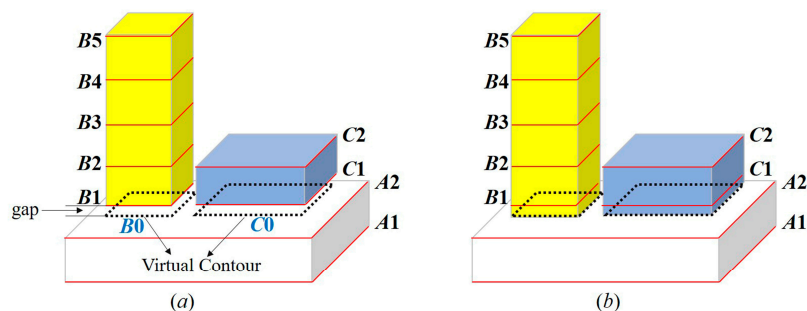 B5
B4
B3
B2
B1
gap
B0
C0
C2
C1
A2
A1
Virtual Contour
(a)
B5
B4
B3
B2
B1
C2
C1
A2
A1
(b)